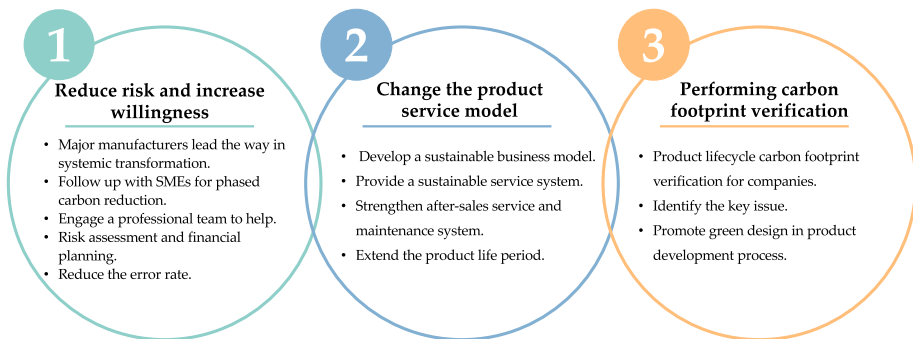 1
Reduce risk and increase
willingness
• Major manufacturers lead the way in
systemic transformation.
• Follow up with SMEs for phased
carbon reduction.
• Engage a professional team to help.
• Risk assessment and financial
planning.
• Reduce the error rate.
2
Change the product
service model
• Develop a sustainable business model.
• Provide a sustainable service system.
• Strengthen after-sales service and
maintenance system.
• Extend the product life period.
3
Performing carbon
footprint verification
• Product lifecycle carbon footprint
verification for companies.
• Identify the key issue.
• Promote green design in product
development process.